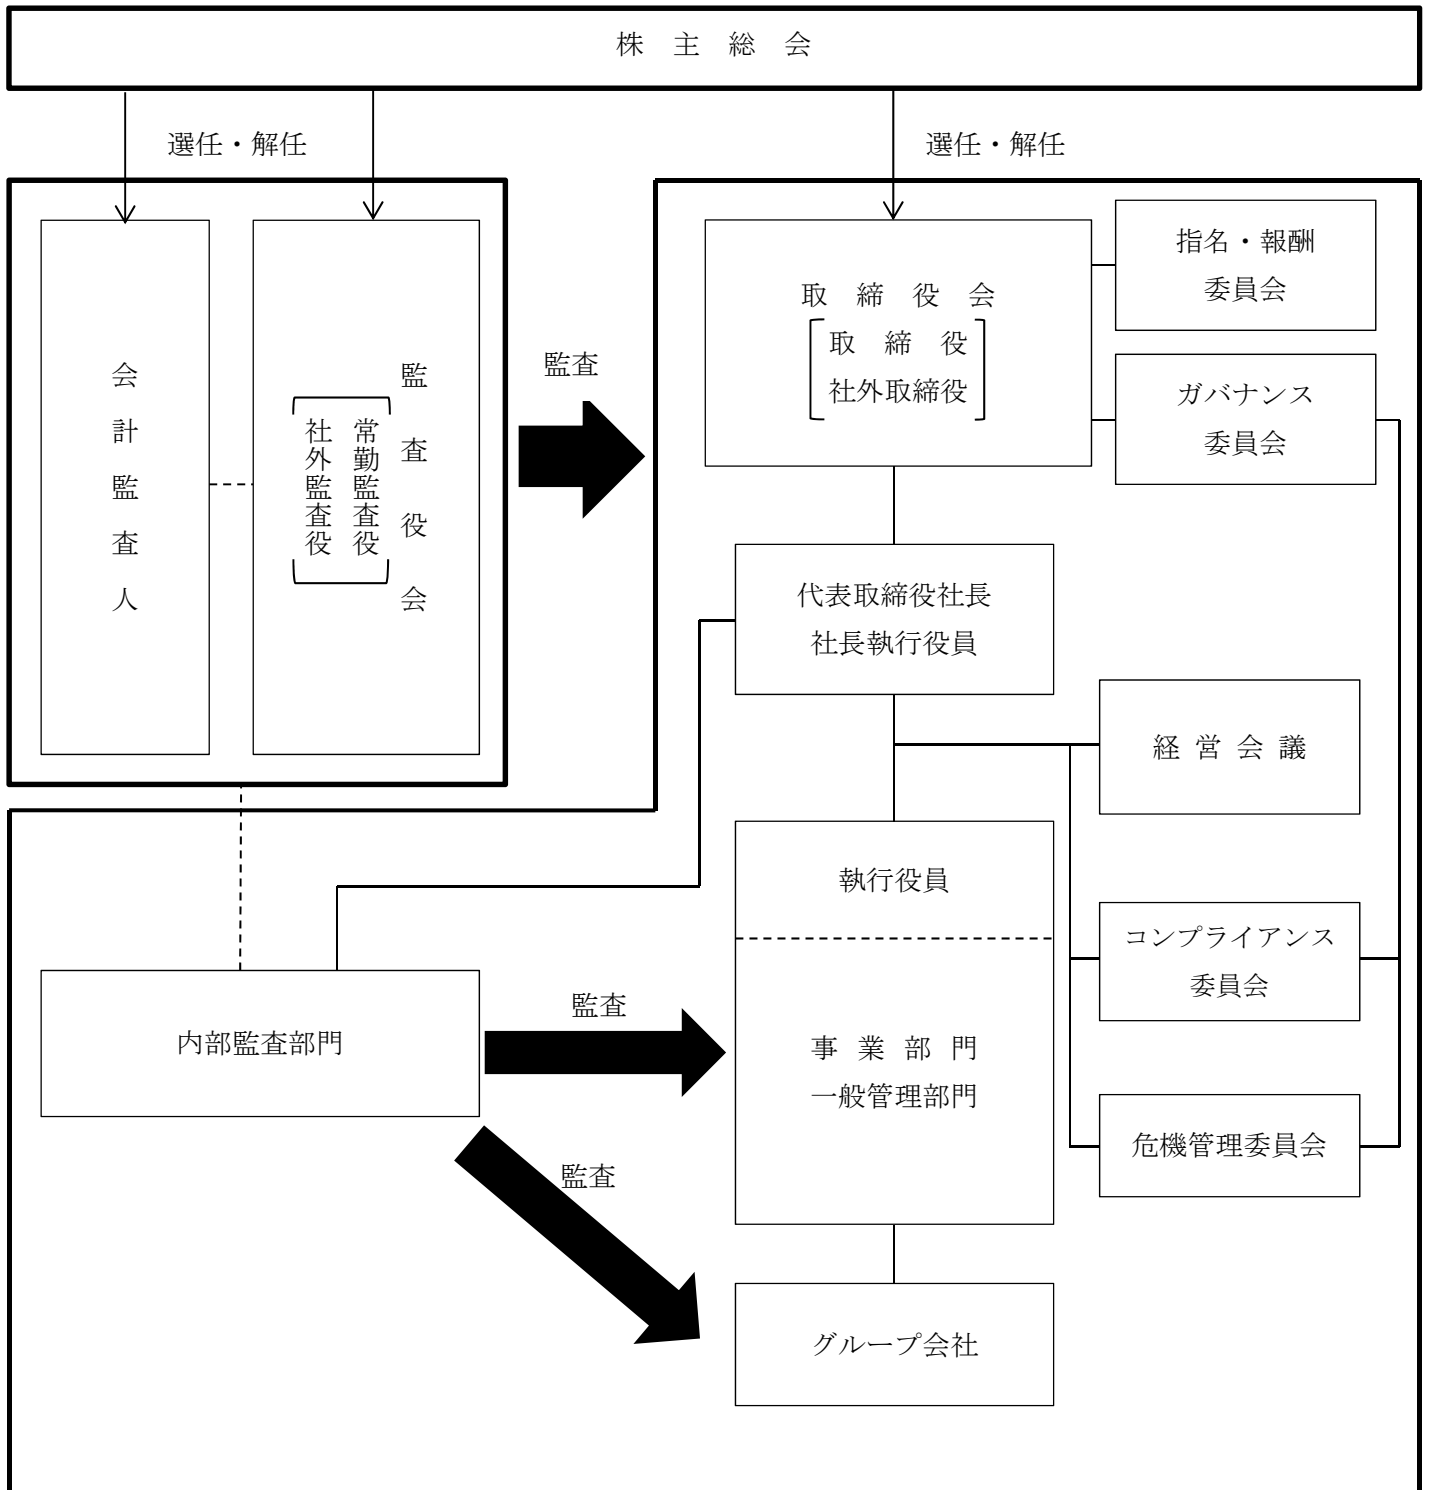 株主総会
選任・解任
選任・解任
会計監査人
監査役会
常勤監査役
社外監査役
監査
取締役会
取締役
社外取締役
指名・報酬
委員会
ガバナンス
委員会
代表取締役社長
社長執行役員
経営会議
執行役員
コンプライアンス
委員会
内部監査部門
監査
事業部門
一般管理部門
危機管理委員会
監査
グループ会社